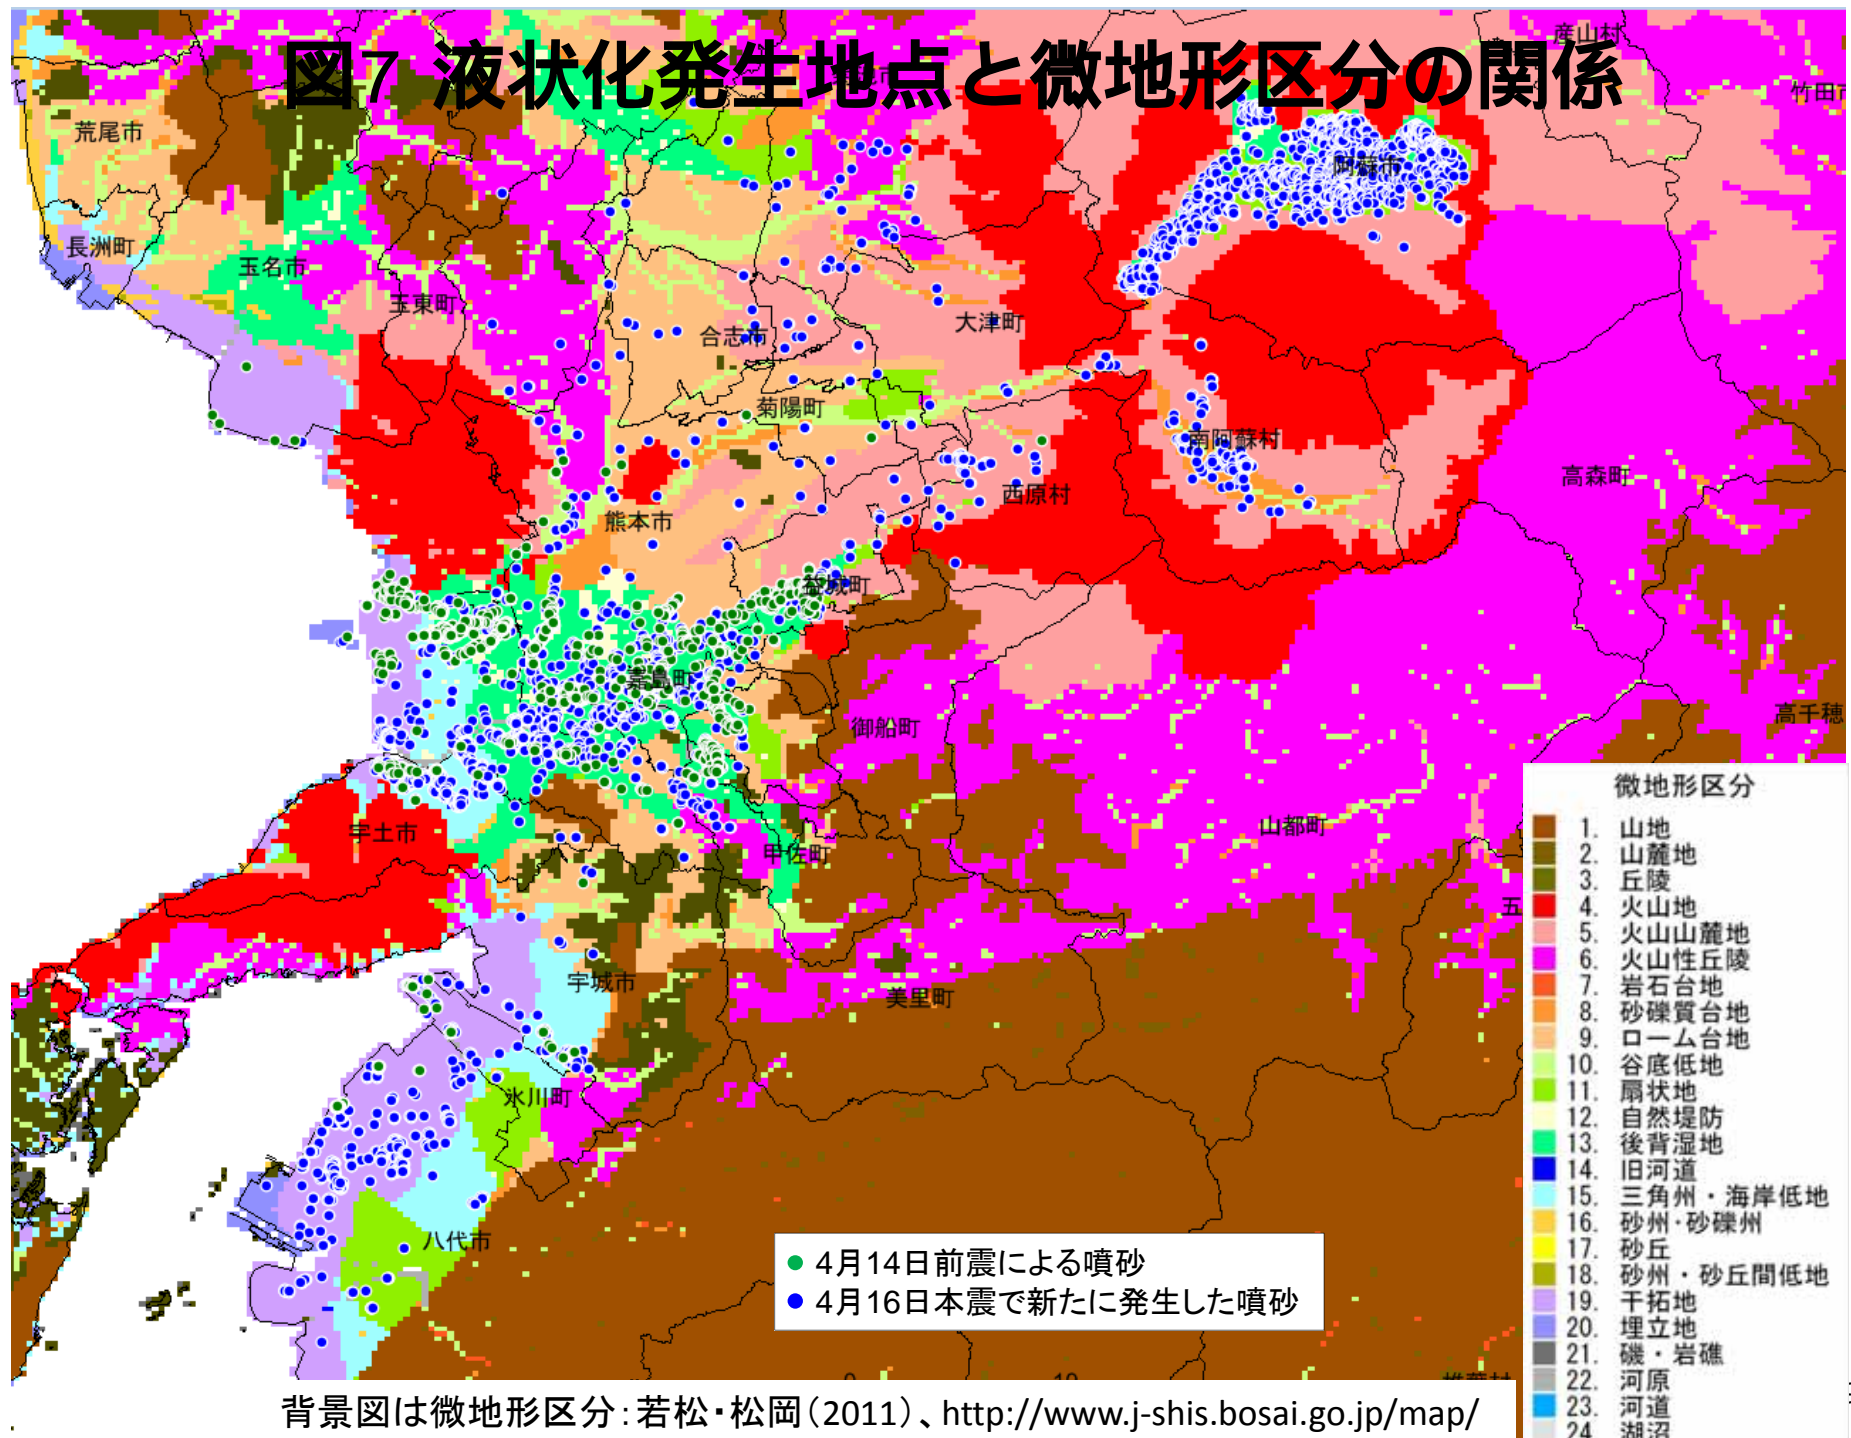 図7 液状化発生地点と微地形区分の関係
産山村
竹田市
荒尾市
阿蘇市
長洲町
玉名市
玉東町
大津町
合志市
菊陽町
南阿蘇村
高森町
西原村
熊本市
益城町
嘉島町
御船町
高千穂
宇土市
甲佐町
山都町
五
宇城市
美里町
氷川町
八代市
微地形区分
1. 山地
2. 山麓地
3. 丘陵
4. 火山地
5. 火山山麓地
6. 火山性丘陵
7. 岩石台地
8. 砂礫質台地
9. ローム台地
10. 谷底低地
11. 扇状地
12. 自然堤防
13. 後背湿地
14. 旧河道
15. 三角州・海岸低地
16. 砂州・砂礫州
17. 砂丘
18. 砂州・砂丘間低地
19. 干拓地
20. 埋立地
21. 磯・岩礁
22. 河原
23. 河道
24. 湖沼
4月14日前震による噴砂
4月16日本震で新たに発生した噴砂
背景図は微地形区分：若松・松岡（2011）、http://www.j-shis.bosai.go.jp/map/